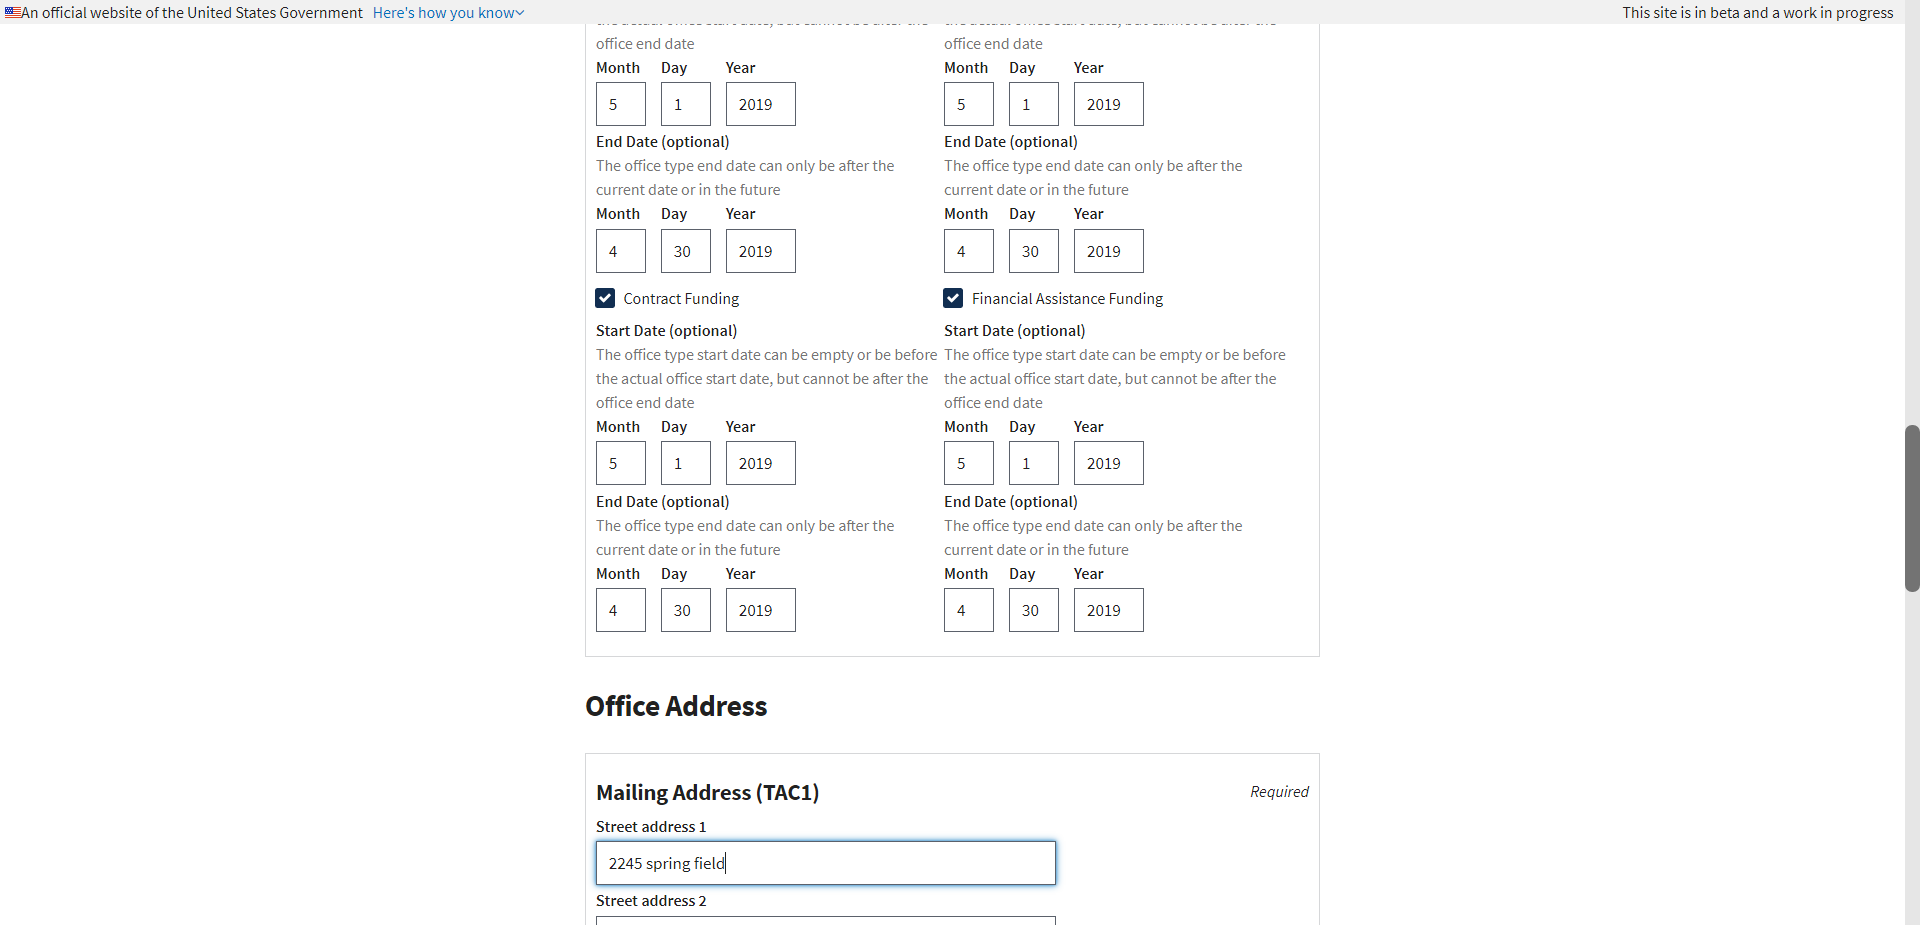 An official website of the United States Government Here's how you know
This site is in beta and a work in progress
office end date office end date
Month Day Year Month Day Year
5 1 2019 5 1 2019
End Date (optional) End Date (optional)
The office type end date can only be after the The office type end date can only be after the
current date or in the future current date or in the future
Month Day Year Month Day Year
4 30 2019 4 30 2019
Contract Funding Financial Assistance Funding
Start Date (optional) Start Date (optional)
The office type start date can be empty or be before The office type start date can be empty or be before
the actual office start date, but cannot be after the the actual office start date, but cannot be after the
office end date office end date
Month Day Year Month Day Year
5 1 2019 5 1 2019
End Date (optional) End Date (optional)
The office type end date can only be after the The office type end date can only be after the
current date or in the future current date or in the future
Month Day Year Month Day Year
4 30 2019 4 30 2019
Office Address
Mailing Address (TAC1) Required
Street address 1
2245 spring field
Street address 2